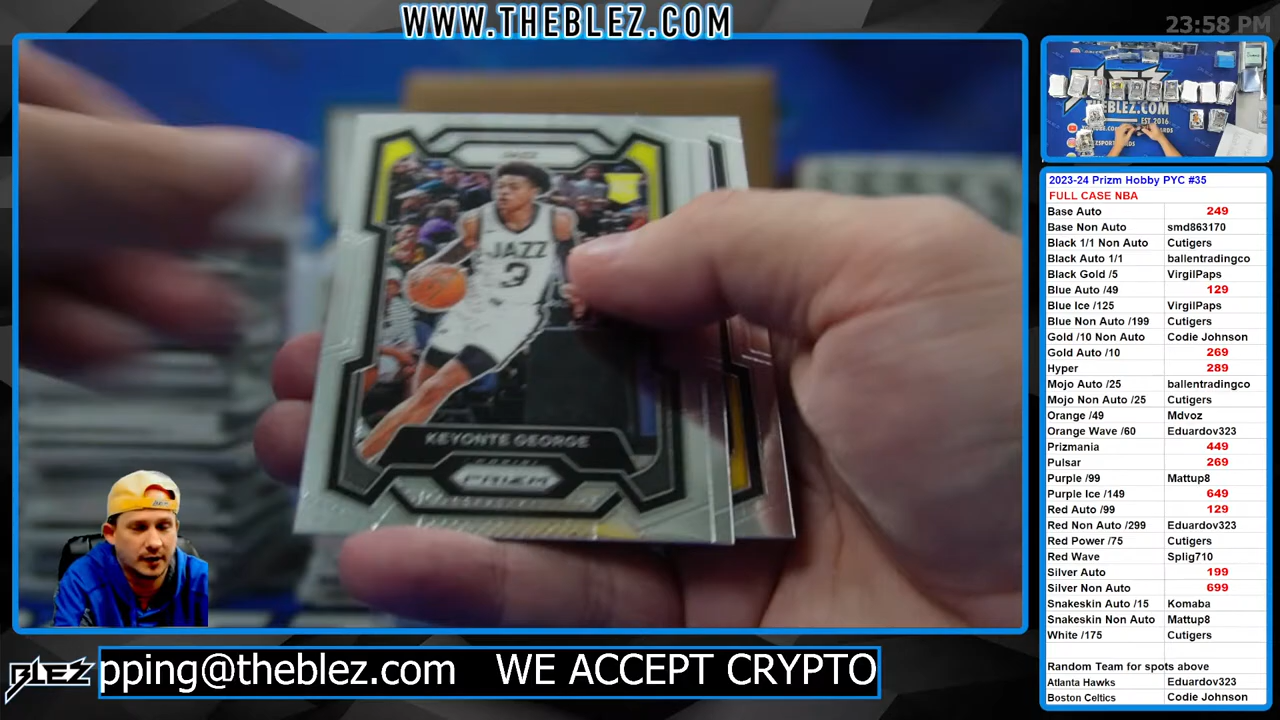 WWW.THEBLEZ.COM
23:58 PM
JAZZ
3
KEYONTE GEORGE
THEBLEZ.COM
EST 2016
2023-24 Prizm Hobby PYC #35
FULL CASE NBA
Base Auto 249
Base Non Auto smd863170
Black 1/1 Non Auto Cutigers
Black Auto 1/1 ballentradingco
Black Gold /5 VirgilPaps
Blue Auto /49 129
Blue Ice /125 VirgilPaps
Blue Non Auto /199 Cutigers
Gold /10 Non Auto Codie Johnson
Gold Auto /10 269
Hyper 289
Mojo Auto /25 ballentradingco
Mojo Non Auto /25 Cutigers
Orange /49 Mdvoz
Orange Wave /60 Eduardov323
Prizmania 449
Pulsar 269
Purple /99 Mattup8
Purple Ice /149 649
Red Auto /99 129
Red Non Auto /299 Eduardov323
Red Power /75 Cutigers
Red Wave Splig710
Silver Auto 199
Silver Non Auto 699
Snakeskin Auto /15 Komaba
Snakeskin Non Auto Mattup8
White /175 Cutigers
Random Team for spots above
Atlanta Hawks Eduardov323
Boston Celtics Codie Johnson
BLEZ
pping@theblez.com WE ACCEPT CRYPTO